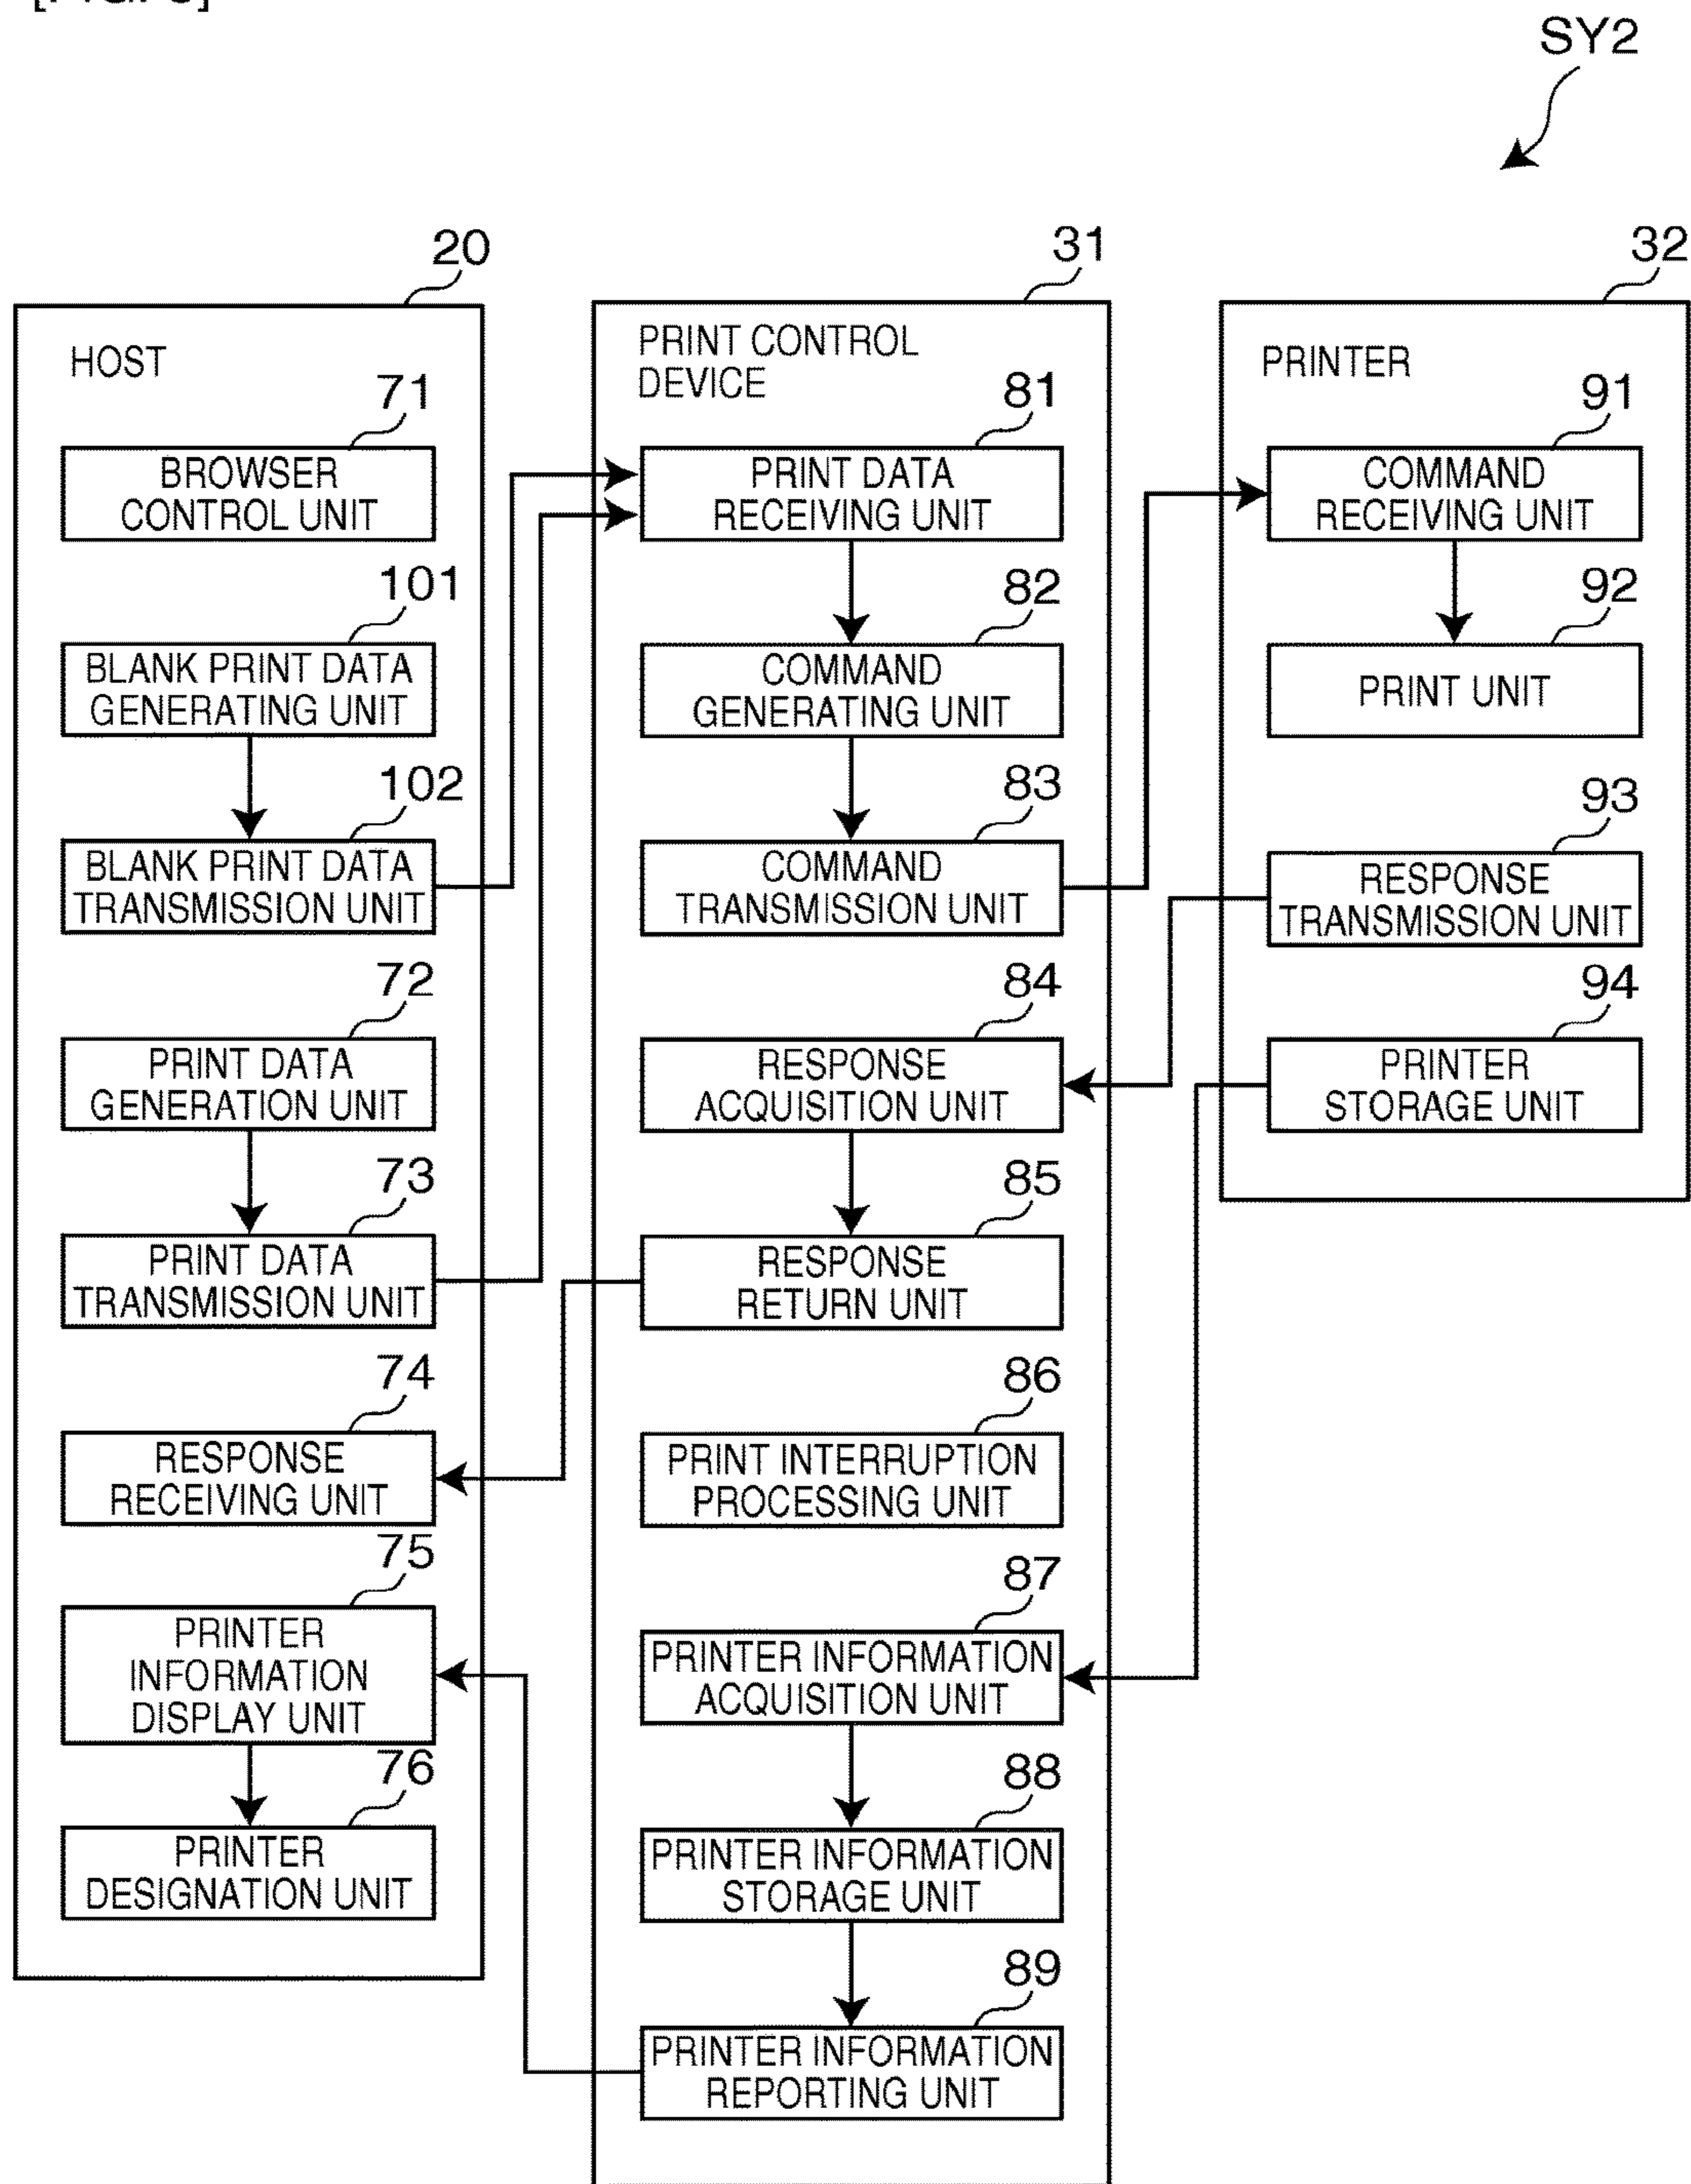 SY2
20
HOST
71
BROWSER
CONTROL UNIT
101
BLANK PRINT DATA
GENERATING UNIT
102
BLANK PRINT DATA
TRANSMISSION UNIT
72
PRINT DATA
GENERATION UNIT
73
PRINT DATA
TRANSMISSION UNIT
74
RESPONSE
RECEIVING UNIT
75
PRINTER
INFORMATION
DISPLAY UNIT
76
PRINTER
DESIGNATION UNIT
31
PRINT CONTROL
DEVICE
81
PRINT DATA
RECEIVING UNIT
82
COMMAND
GENERATING UNIT
83
COMMAND
TRANSMISSION UNIT
84
RESPONSE
ACQUISITION UNIT
85
RESPONSE
RETURN UNIT
86
PRINT INTERRUPTION
PROCESSING UNIT
87
PRINTER INFORMATION
ACQUISITION UNIT
88
PRINTER INFORMATION
STORAGE UNIT
89
PRINTER INFORMATION
REPORTING UNIT
32
PRINTER
91
COMMAND
RECEIVING UNIT
92
PRINT UNIT
93
RESPONSE
TRANSMISSION UNIT
94
PRINTER
STORAGE UNIT